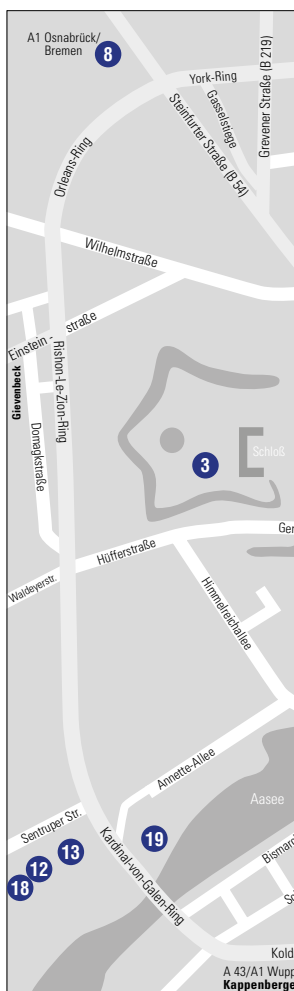 A1 Osnabrück/
Bremen
8
York-Ring
Grevener Straße (B 219)
Gasselstiege
Steinfurter Straße (B 54)
Orleans-Ring
Wilhelmstraße
Einstein
straße
Gievenbeck
Rishon-Le-Zion-Ring
Domagkstraße
3
Schloß
Ger
Hüfferstraße
Waldeyerstr.
Himmelreichallee
Annette-Allee
Aasee
Sentruper Str.
Kardinal-von-Galen-Ring
19
13
12
18
Bismarc
Kolde
A 43/A1 Wupp
Kappenberge